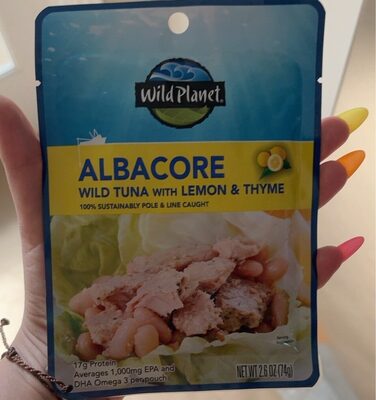 Wild Planet
ALBACORE
WILD TUNA WITH LEMON & THYME
100% SUSTAINABLY POLE & LINE CAUGHT
17g Protein
Averages 1,000mg EPA and
DHA Omega 3 per pouch
NET WT 2.6 OZ (74g)